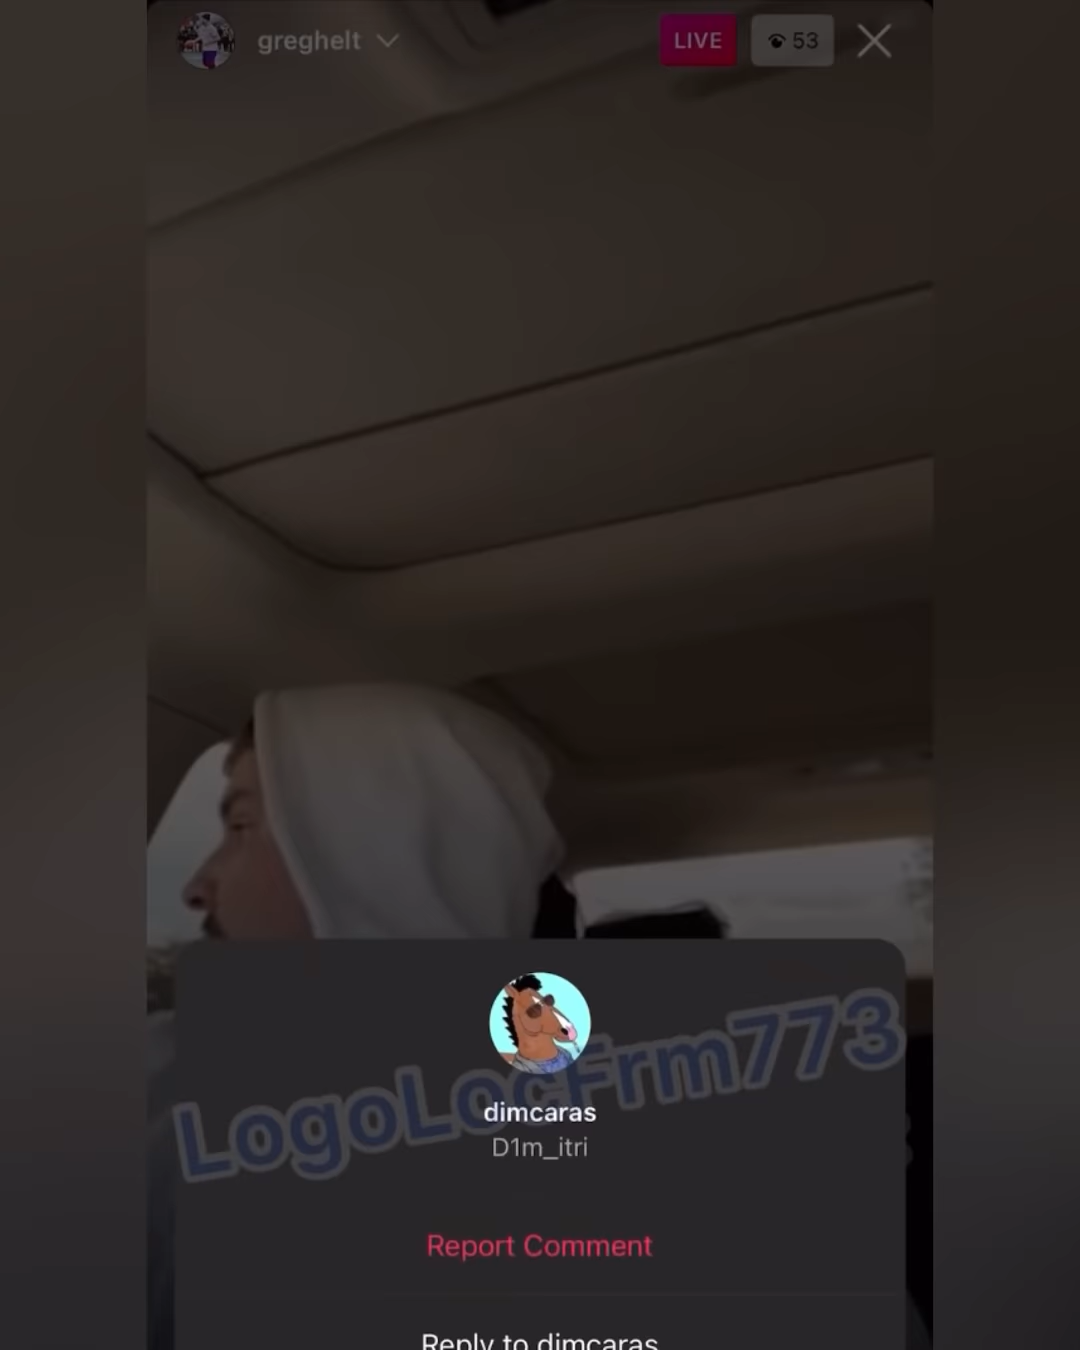 greghelt
LIVE
53
LogoLocFrm773
dimcaras
D1m_itri
Report Comment
Reply to dimcaras